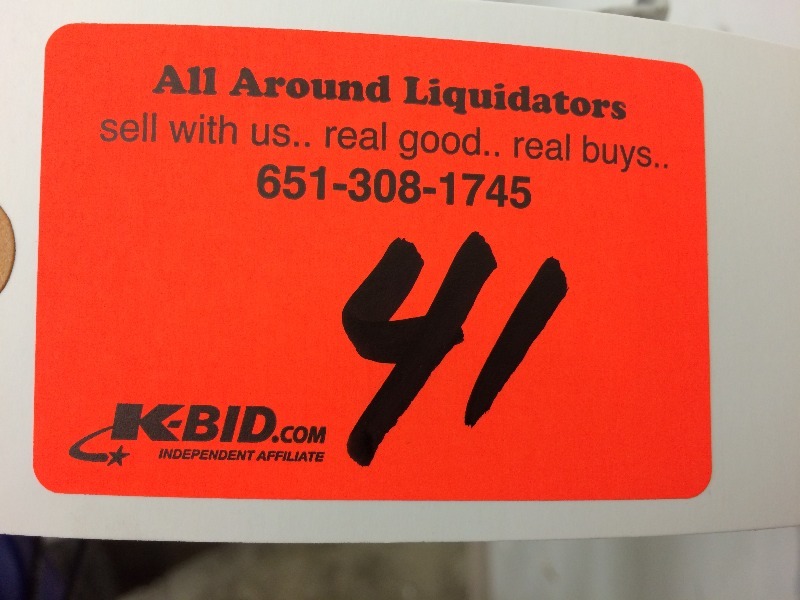 All Around Liquidators
sell with us.. real good.. real buys..
651-308-1745
41
K-BID.COM
INDEPENDENT AFFILIATE